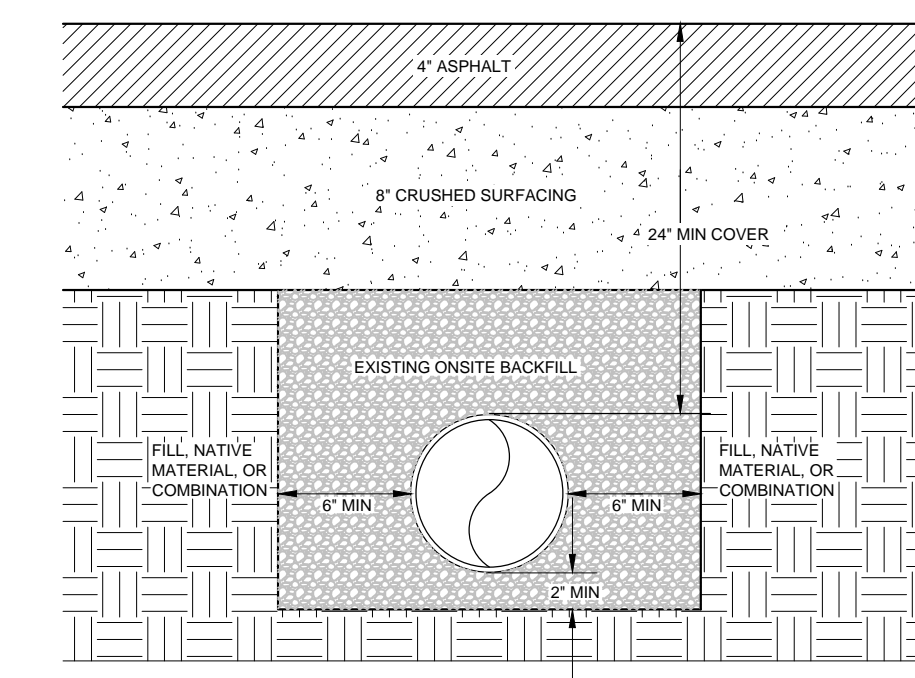 4" ASPHALT
8" CRUSHED SURFACING
24" MIN COVER
EXISTING ONSITE BACKFILL
FILL, NATIVE
MATERIAL, OR
COMBINATION
FILL, NATIVE
MATERIAL, OR
COMBINATION
6" MIN
6" MIN
2" MIN